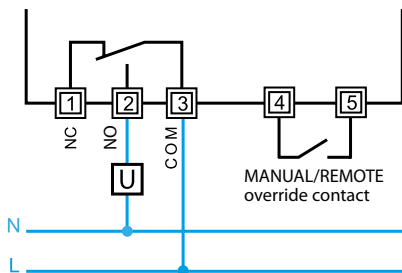 1 2 3 4 5
NC
NO
COM
U
MANUAL/REMOTE
override contact
N
L